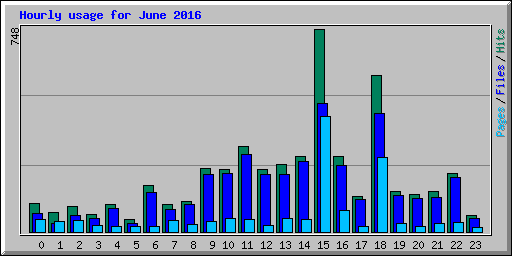 Hourly usage for June 2016
748
Pages / Files / Hits
0 1 2 3 4 5 6 7 8 9 10 11 12 13 14 15 16 17 18 19 20 21 22 23